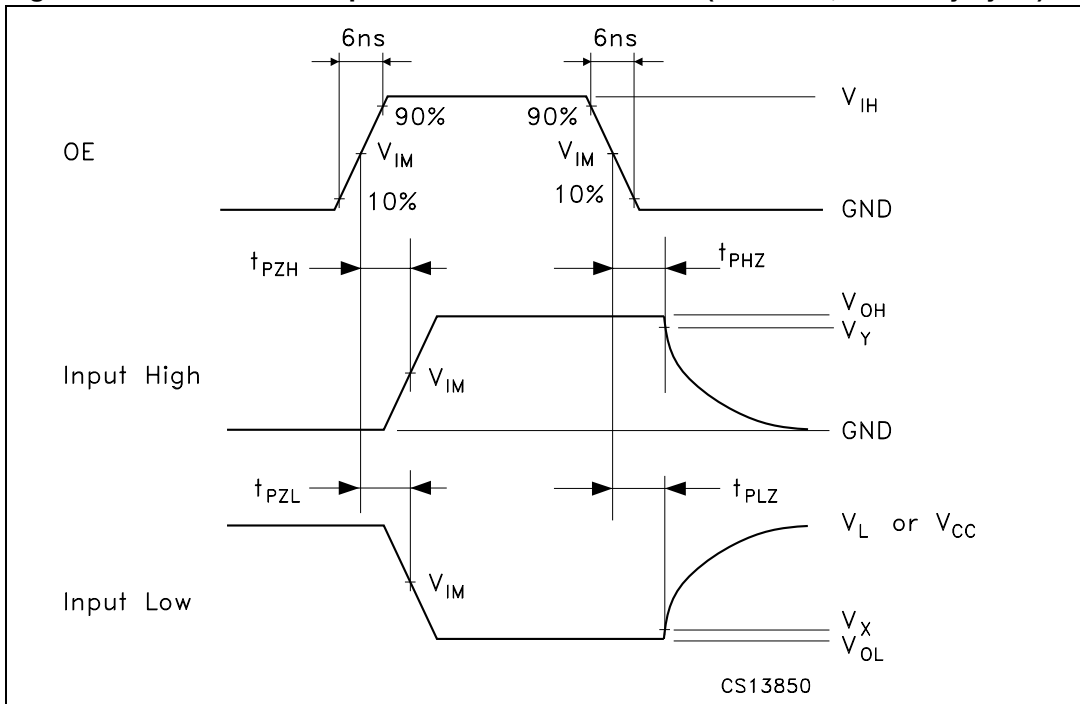 6ns 6ns
90% 90% V_IH
OE V_IM V_IM
10% 10% GND
t_PZH t_PHZ
V_OH
V_Y
Input High V_IM
GND
t_PZL t_PLZ
V_L or V_CC
Input Low V_IM
V_X
V_OL
CS13850